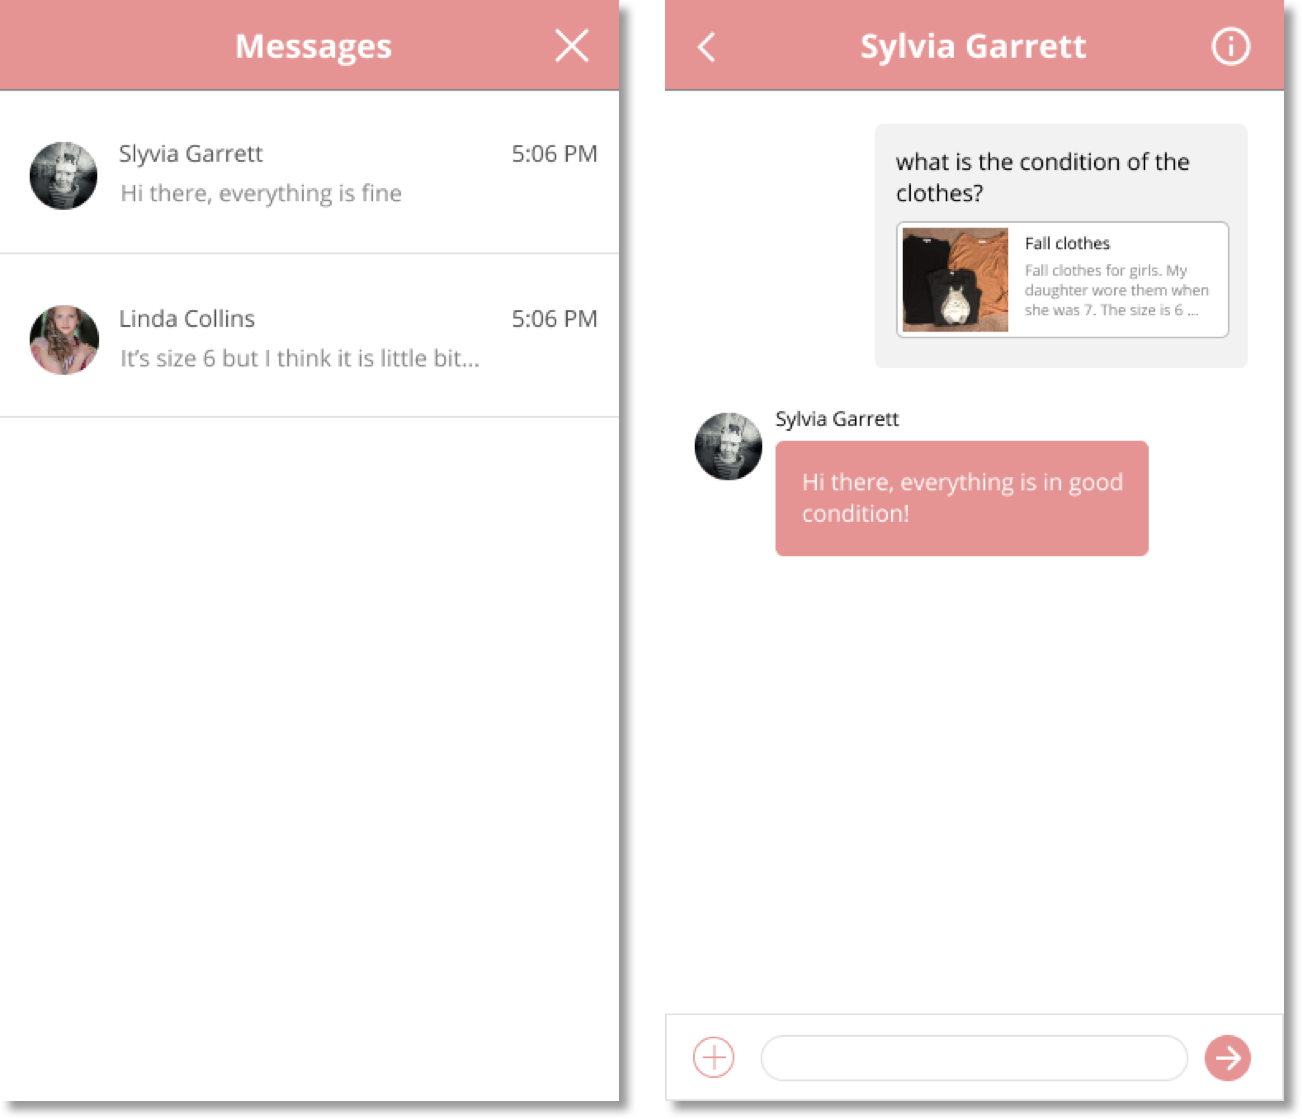 Messages
Slyvia Garrett
5:06 PM
Hi there, everything is fine
Linda Collins
5:06 PM
It’s size 6 but I think it is little bit...
Sylvia Garrett
what is the condition of the
clothes?
Fall clothes
Fall clothes for girls. My
daughter wore them when
she was 7. The size is 6 ...
Sylvia Garrett
Hi there, everything is in good
condition!